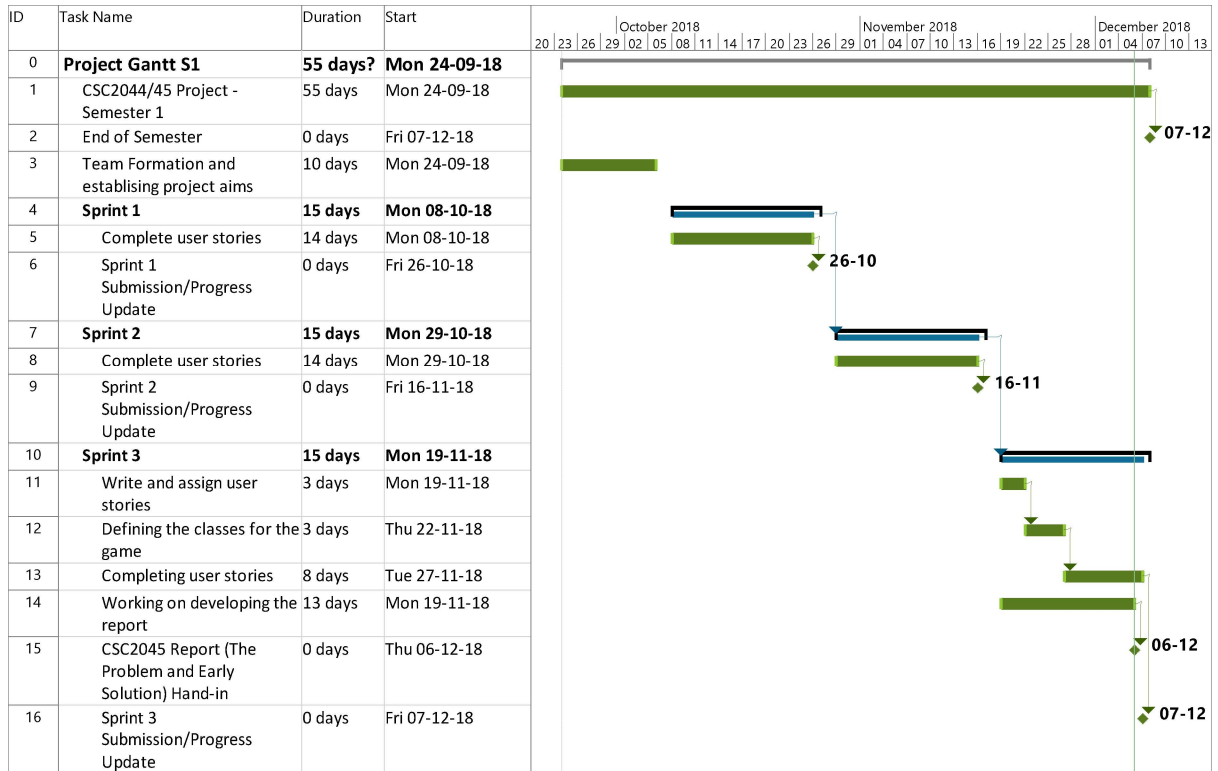 ID Task Name Duration Start
October 2018 November 2018 December 2018
20 23 26 29 02 05 08 11 14 17 20 23 26 29 01 04 07 10 13 16 19 22 25 28 01 04 07 10 13
0 Project Gantt S1 55 days? Mon 24-09-18
1 CSC2044/45 Project - 55 days Mon 24-09-18
Semester 1
2 End of Semester 0 days Fri 07-12-18 07-12
3 Team Formation and 10 days Mon 24-09-18
establising project aims
4 Sprint 1 15 days Mon 08-10-18
5 Complete user stories 14 days Mon 08-10-18
6 Sprint 1 0 days Fri 26-10-18 26-10
Submission/Progress
Update
7 Sprint 2 15 days Mon 29-10-18
8 Complete user stories 14 days Mon 29-10-18
9 Sprint 2 0 days Fri 16-11-18 16-11
Submission/Progress
Update
10 Sprint 3 15 days Mon 19-11-18
11 Write and assign user 3 days Mon 19-11-18
stories
12 Defining the classes for the 3 days Thu 22-11-18
game
13 Completing user stories 8 days Tue 27-11-18
14 Working on developing the 13 days Mon 19-11-18
report
15 CSC2045 Report (The 0 days Thu 06-12-18 06-12
Problem and Early
Solution) Hand-in
16 Sprint 3 0 days Fri 07-12-18 07-12
Submission/Progress
Update